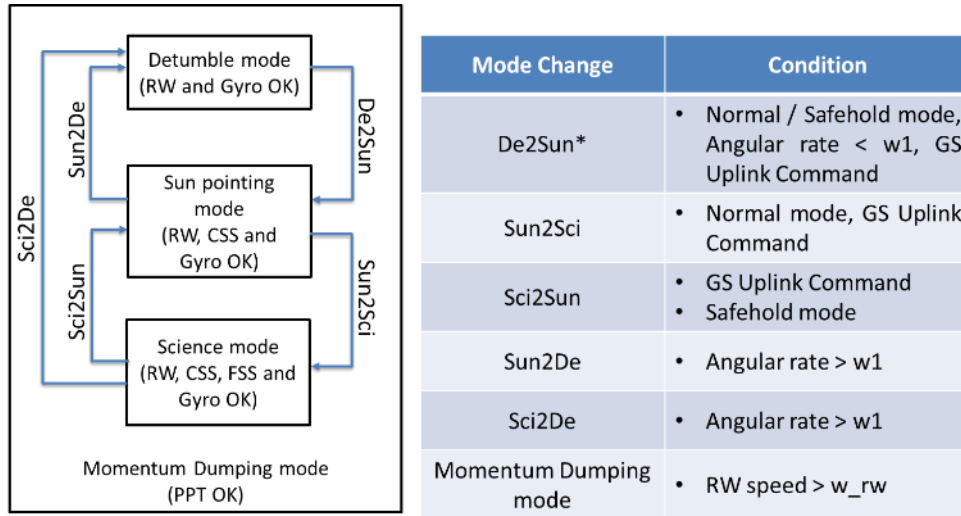 Detumble mode
(RW and Gyro OK)
Sun2De
De2Sun
Sun pointing
mode
(RW, CSS and
Gyro OK)
Sci2De
Sci2Sun
Sun2Sci
Science mode
(RW, CSS, FSS and
Gyro OK)
Momentum Dumping mode
(PPT OK)
Mode Change
Condition
De2Sun*
• Normal / Safehold mode,
Angular rate < w1, GS
Uplink Command
Sun2Sci
• Normal mode, GS Uplink
Command
Sci2Sun
• GS Uplink Command
• Safehold mode
Sun2De
• Angular rate > w1
Sci2De
• Angular rate > w1
Momentum Dumping
mode
• RW speed > w_rw